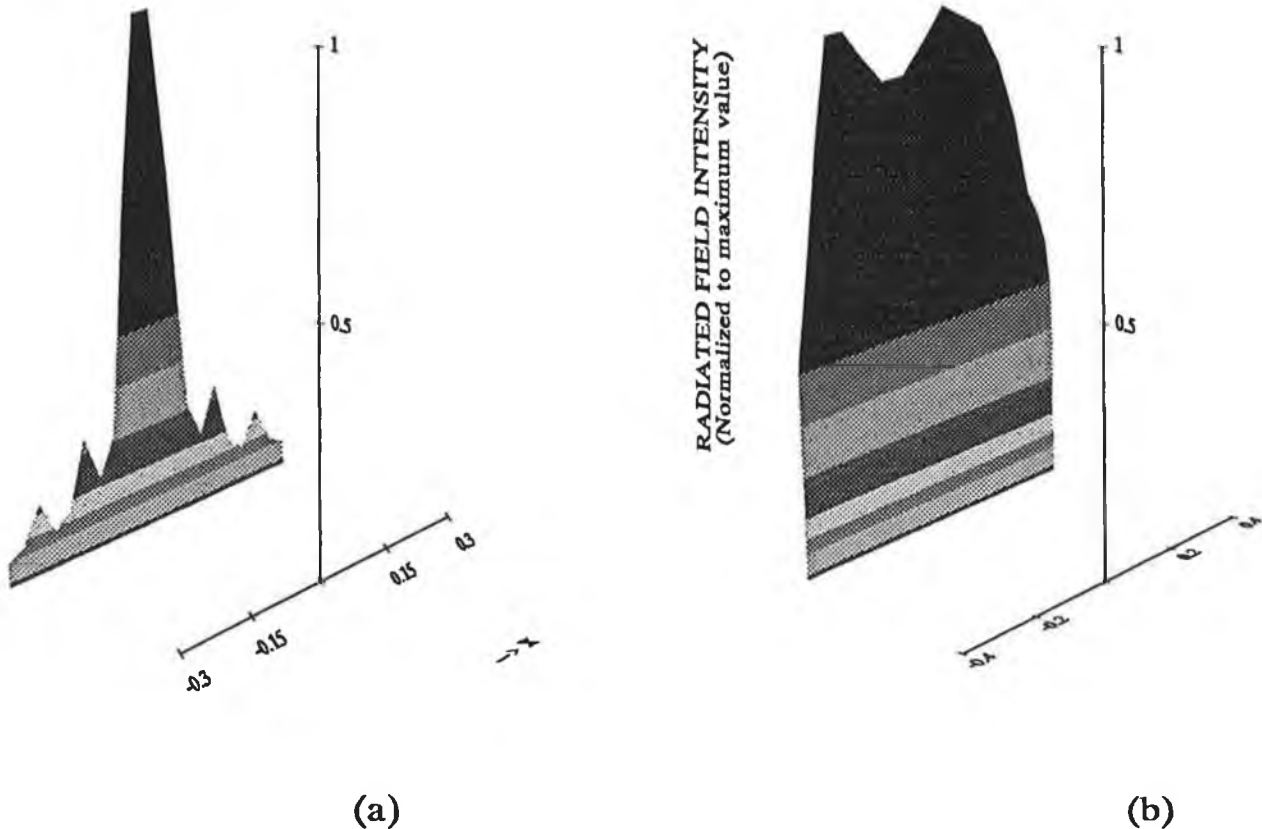 1
0.5
0.3
0.15
-0.15
-0.3
—> x
(a)
RADIATED FIELD INTENSITY
(Normalized to maximum value)
1
0.5
0.4
0.2
-0.2
-0.4
(b)